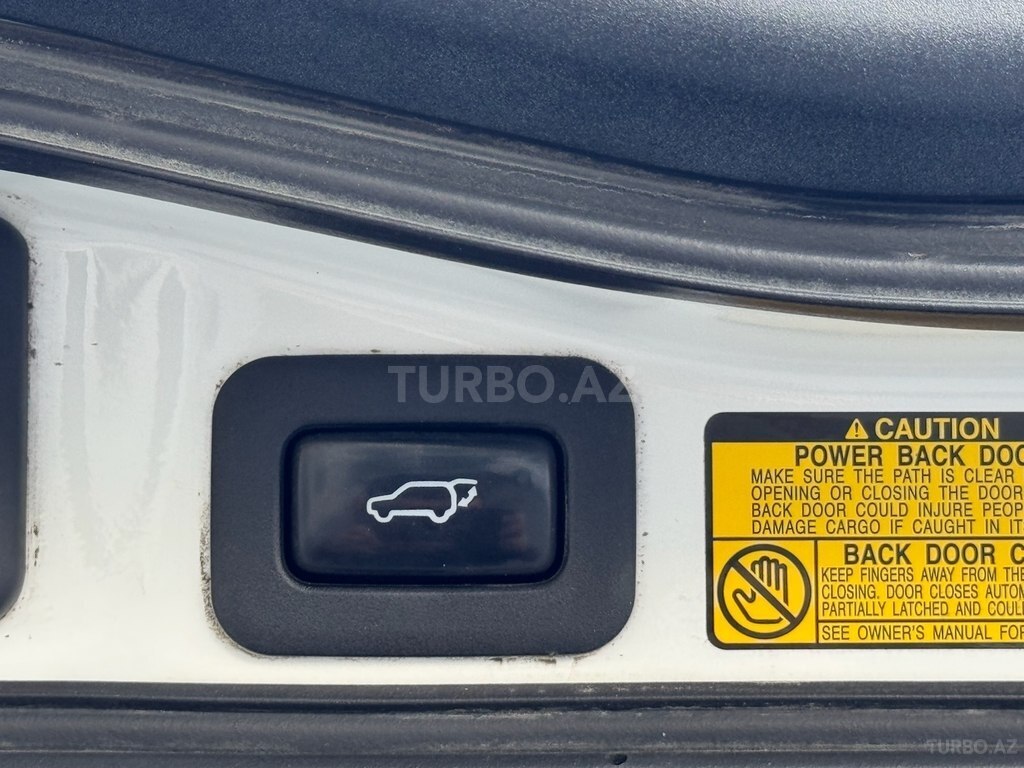 TURBO.AZ
CAUTION
POWER BACK DOO
MAKE SURE THE PATH IS CLEAR
OPENING OR CLOSING THE DOOR
BACK DOOR COULD INJURE PEOP
DAMAGE CARGO IF CAUGHT IN IT
BACK DOOR C
KEEP FINGERS AWAY FROM THE
CLOSING. DOOR CLOSES AUTOM
PARTIALLY LATCHED AND COUL
SEE OWNER'S MANUAL FOR
TURBO.AZ